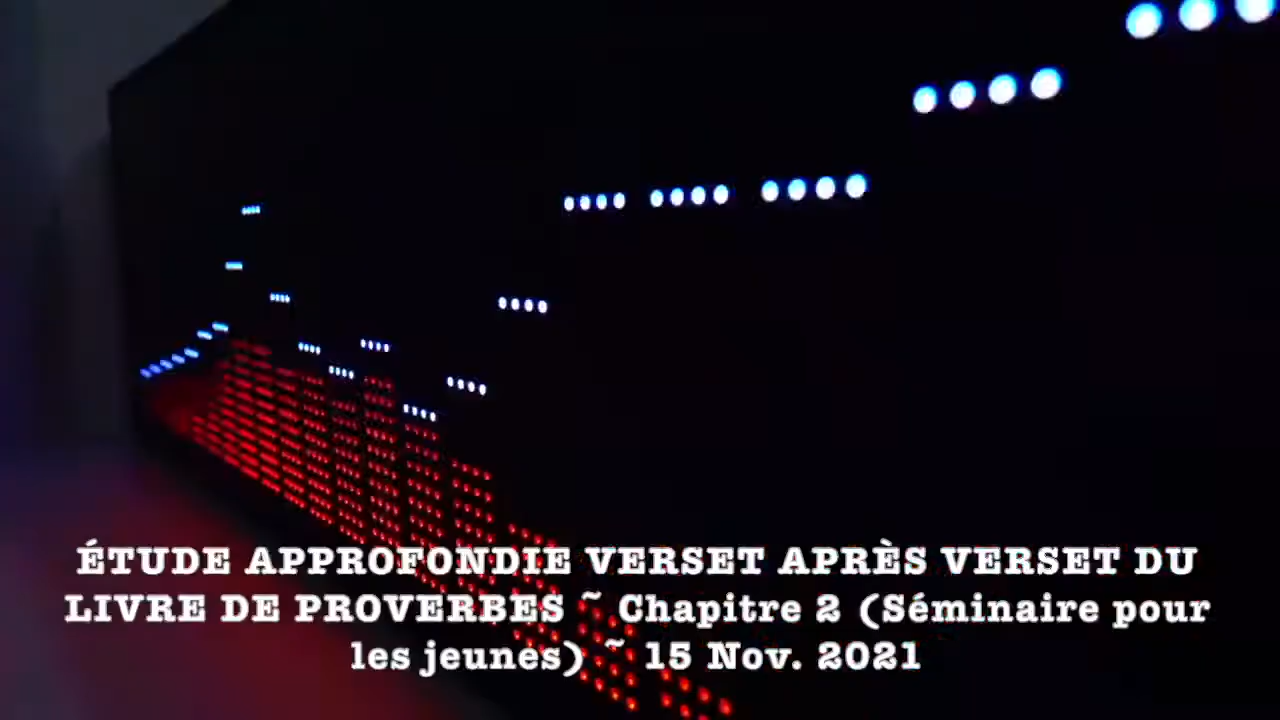 ÉTUDE APPROFONDIE VERSET APRÈS VERSET DU
LIVRE DE PROVERBES ~ Chapitre 2 (Séminaire pour
les jeunes) ~ 15 Nov. 2021